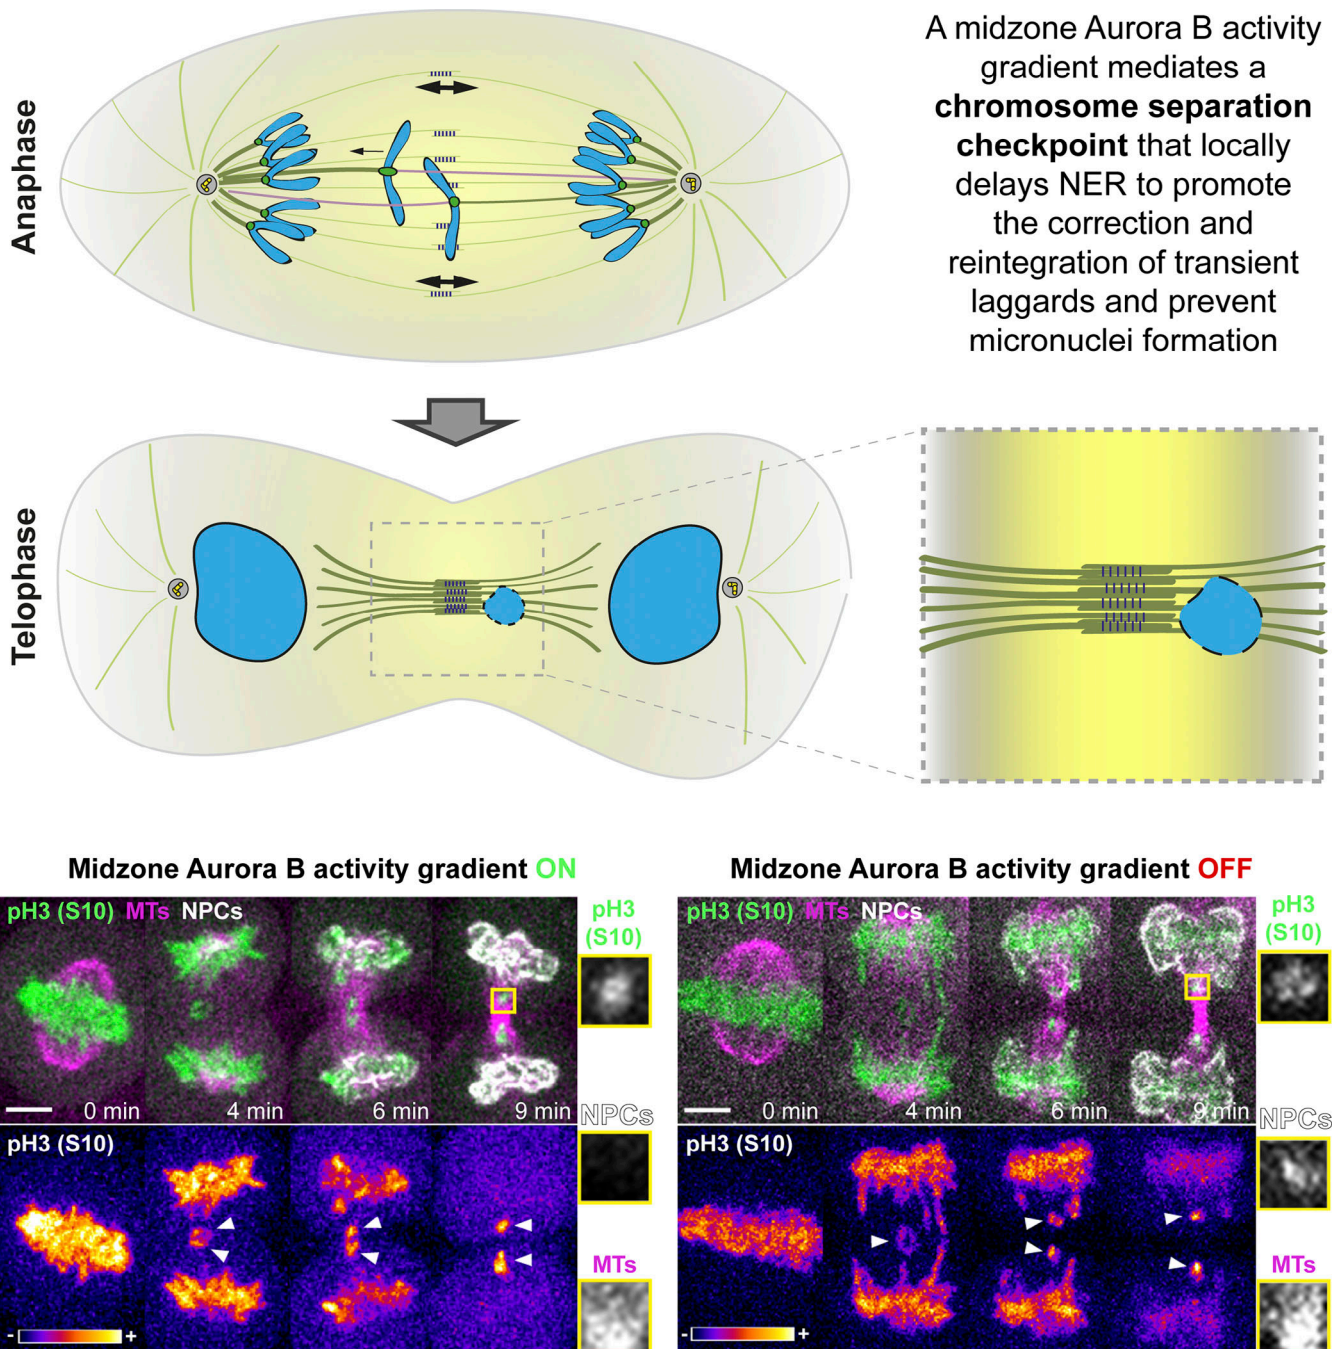 A midzone Aurora B activity
gradient mediates a
chromosome separation
checkpoint that locally
delays NER to promote
the correction and
reintegration of transient
laggards and prevent
micronuclei formation
Anaphase
Telophase
Midzone Aurora B activity gradient ON
pH3 (S10) MTs NPCs
0 min
4 min
6 min
9 min
pH3
(S10)
NPCs
MTs
pH3 (S10)
- +
Midzone Aurora B activity gradient OFF
pH3 (S10) MTs NPCs
0 min
4 min
6 min
9 min
pH3
(S10)
NPCs
MTs
pH3 (S10)
- +